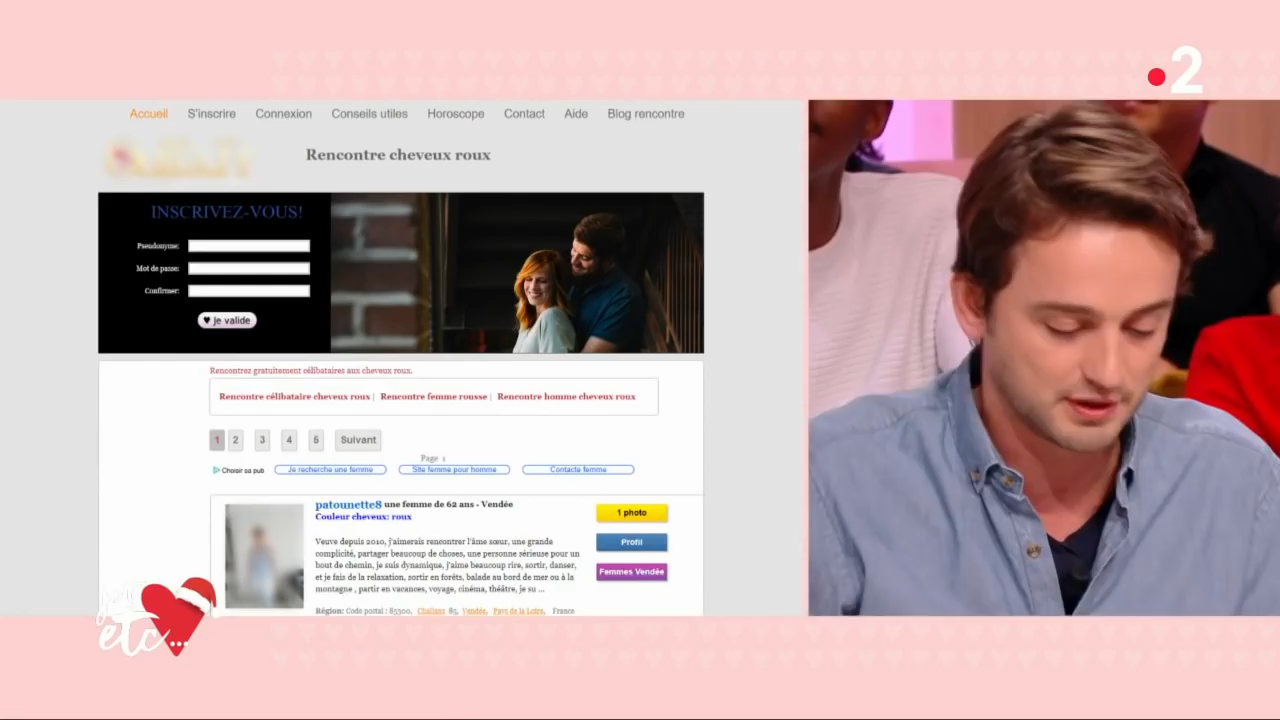 2
Accueil S'inscrire Connexion Conseils utiles Horoscope Contact Aide Blog rencontre
Rencontre cheveux roux
INSCRIVEZ-VOUS!
Pseudonyme:
Mot de passe:
Confirmer:
♥ je valide
Rencontrez gratuitement célibataires aux cheveux roux.
Rencontre célibataire cheveux roux | Rencontre femme rousse | Rencontre homme cheveux roux
1 2 3 4 5 Suivant
Page 1
Choisir sa pub Je recherche une femme Site femme pour homme Contacte femme
patounette8 une femme de 62 ans - Vendée
Couleur cheveux: roux
1 photo
Profil
Femmes Vendée
Veuve depuis 2010, j'aimerais rencontrer l'âme sœur, une grande
complicité, partager beaucoup de choses, une personne sérieuse pour un
bout de chemin, je suis dynamique, j'aime beaucoup rire, sortir, danser,
et je fais de la relaxation, sortir en forêts, balade au bord de mer ou à la
montagne , partir en vacances, voyage, cinéma, théâtre, je su ...
Région: Code postal : 85300, Challans 85, Vendée, Pays de la Loire, France
etc...